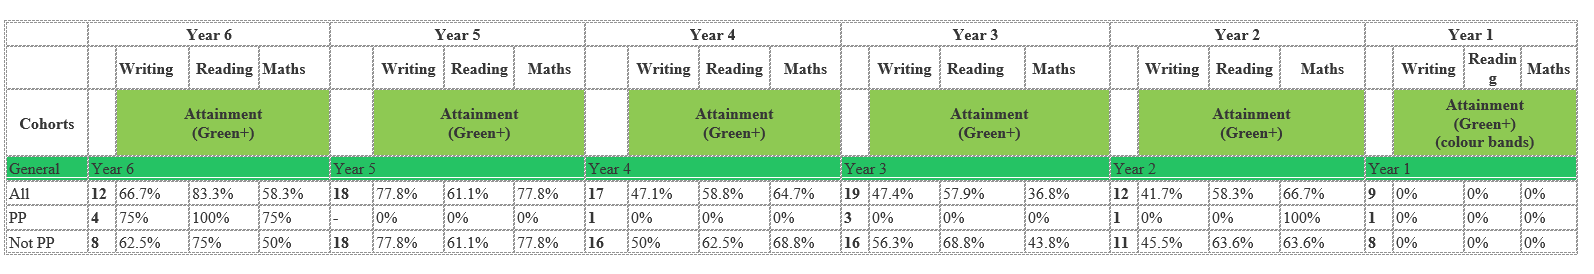 Year 6 Year 5 Year 4 Year 3 Year 2 Year 1
Writing Reading Maths Writing Reading Maths Writing Reading Maths Writing Reading Maths Writing Reading Maths Writing Readin
g Maths
Cohorts Attainment
(Green+) Attainment
(Green+) Attainment
(Green+) Attainment
(Green+) Attainment
(Green+) Attainment
(Green+)
(colour bands)
General Year 6 Year 5 Year 4 Year 3 Year 2 Year 1
All 12 66.7% 83.3% 58.3% 18 77.8% 61.1% 77.8% 17 47.1% 58.8% 64.7% 19 47.4% 57.9% 36.8% 12 41.7% 58.3% 66.7% 9 0% 0% 0%
PP 4 75% 100% 75% - 0% 0% 0% 1 0% 0% 0% 3 0% 0% 0% 1 0% 0% 100% 1 0% 0% 0%
Not PP 8 62.5% 75% 50% 18 77.8% 61.1% 77.8% 16 50% 62.5% 68.8% 16 56.3% 68.8% 43.8% 11 45.5% 63.6% 63.6% 8 0% 0% 0%